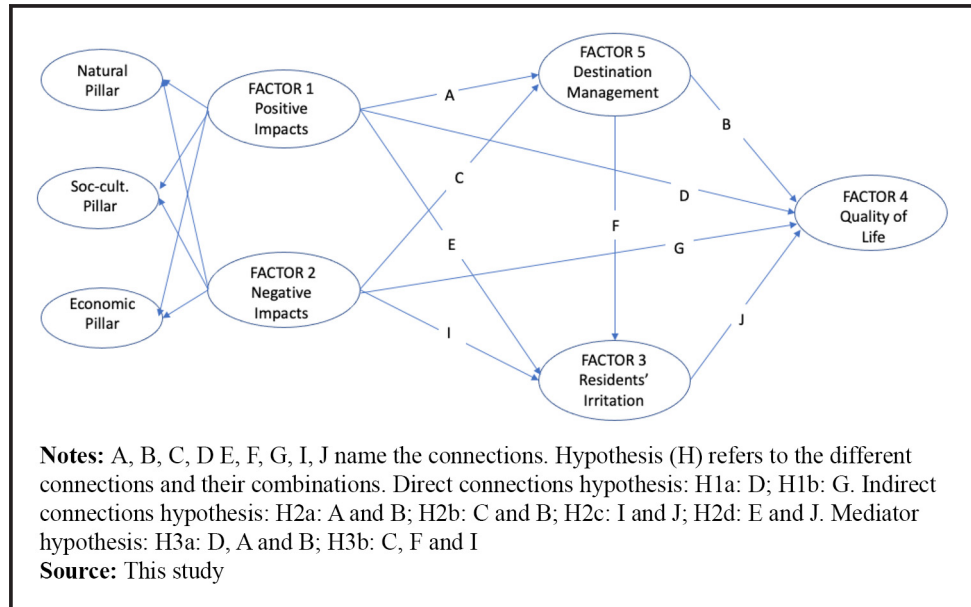 Natural
Pillar
Soc-cult.
Pillar
Economic
Pillar
FACTOR 1
Positive
Impacts
FACTOR 2
Negative
Impacts
A
C
E
I
FACTOR 5
Destination
Management
F
FACTOR 3
Residents'
Irritation
B
D
G
J
FACTOR 4
Quality of
Life
Notes: A, B, C, D E, F, G, I, J name the connections. Hypothesis (H) refers to the different
connections and their combinations. Direct connections hypothesis: H1a: D; H1b: G. Indirect
connections hypothesis: H2a: A and B; H2b: C and B; H2c: I and J; H2d: E and J. Mediator
hypothesis: H3a: D, A and B; H3b: C, F and I
Source: This study